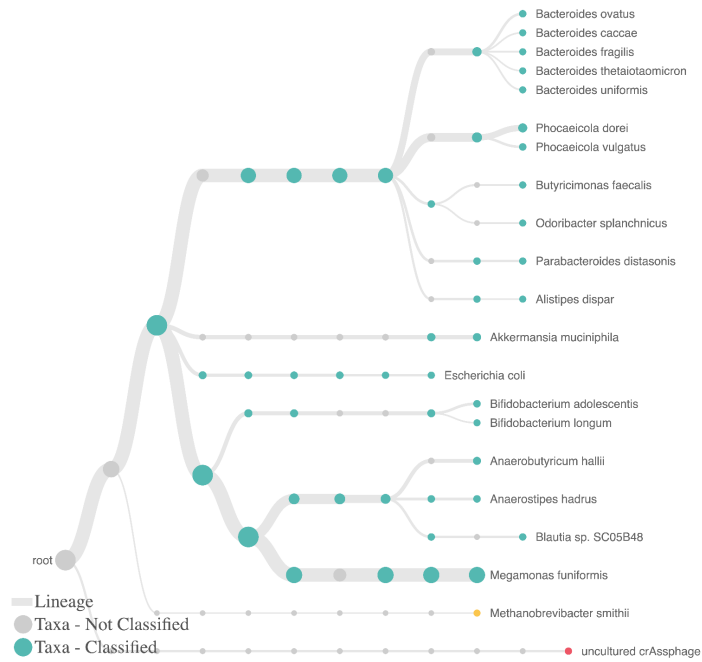 Bacteroides ovatus
Bacteroides caccae
Bacteroides fragilis
Bacteroides thetaiotaomicron
Bacteroides uniformis
Phocaeicola dorei
Phocaeicola vulgatus
Butyricimonas faecalis
Odoribacter splanchnicus
Parabacteroides distasonis
Alistipes dispar
Akkermansia muciniphila
Escherichia coli
Bifidobacterium adolescentis
Bifidobacterium longum
Anaerobutyricum hallii
Anaerostipes hadrus
Blautia sp. SC05B48
root
Megamonas funiformis
Lineage
Methanobrevibacter smithii
Taxa - Not Classified
Taxa - Classified
uncultured crAssphage